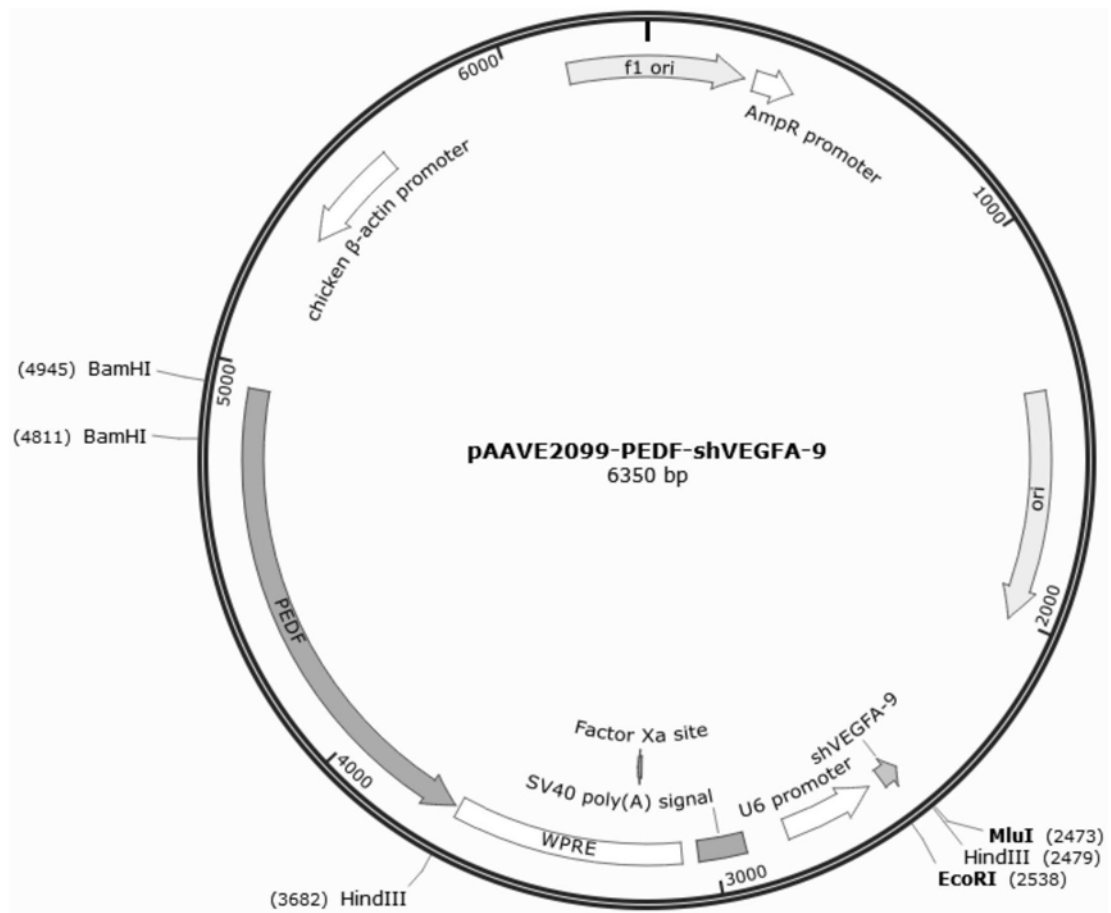 6000
f1 ori
AmpR promoter
chicken β-actin promoter
1000
(4945) BamHI
5000
(4811) BamHI
pAAVE2099-PEDF-shVEGFA-9
6350 bp
ori
2000
PEDF
4000
Factor Xa site
SV40 poly(A) signal
shVEGFA-9
U6 promoter
WPRE
3000
MluI (2473)
HindIII (2479)
EcoRI (2538)
(3682) HindIII